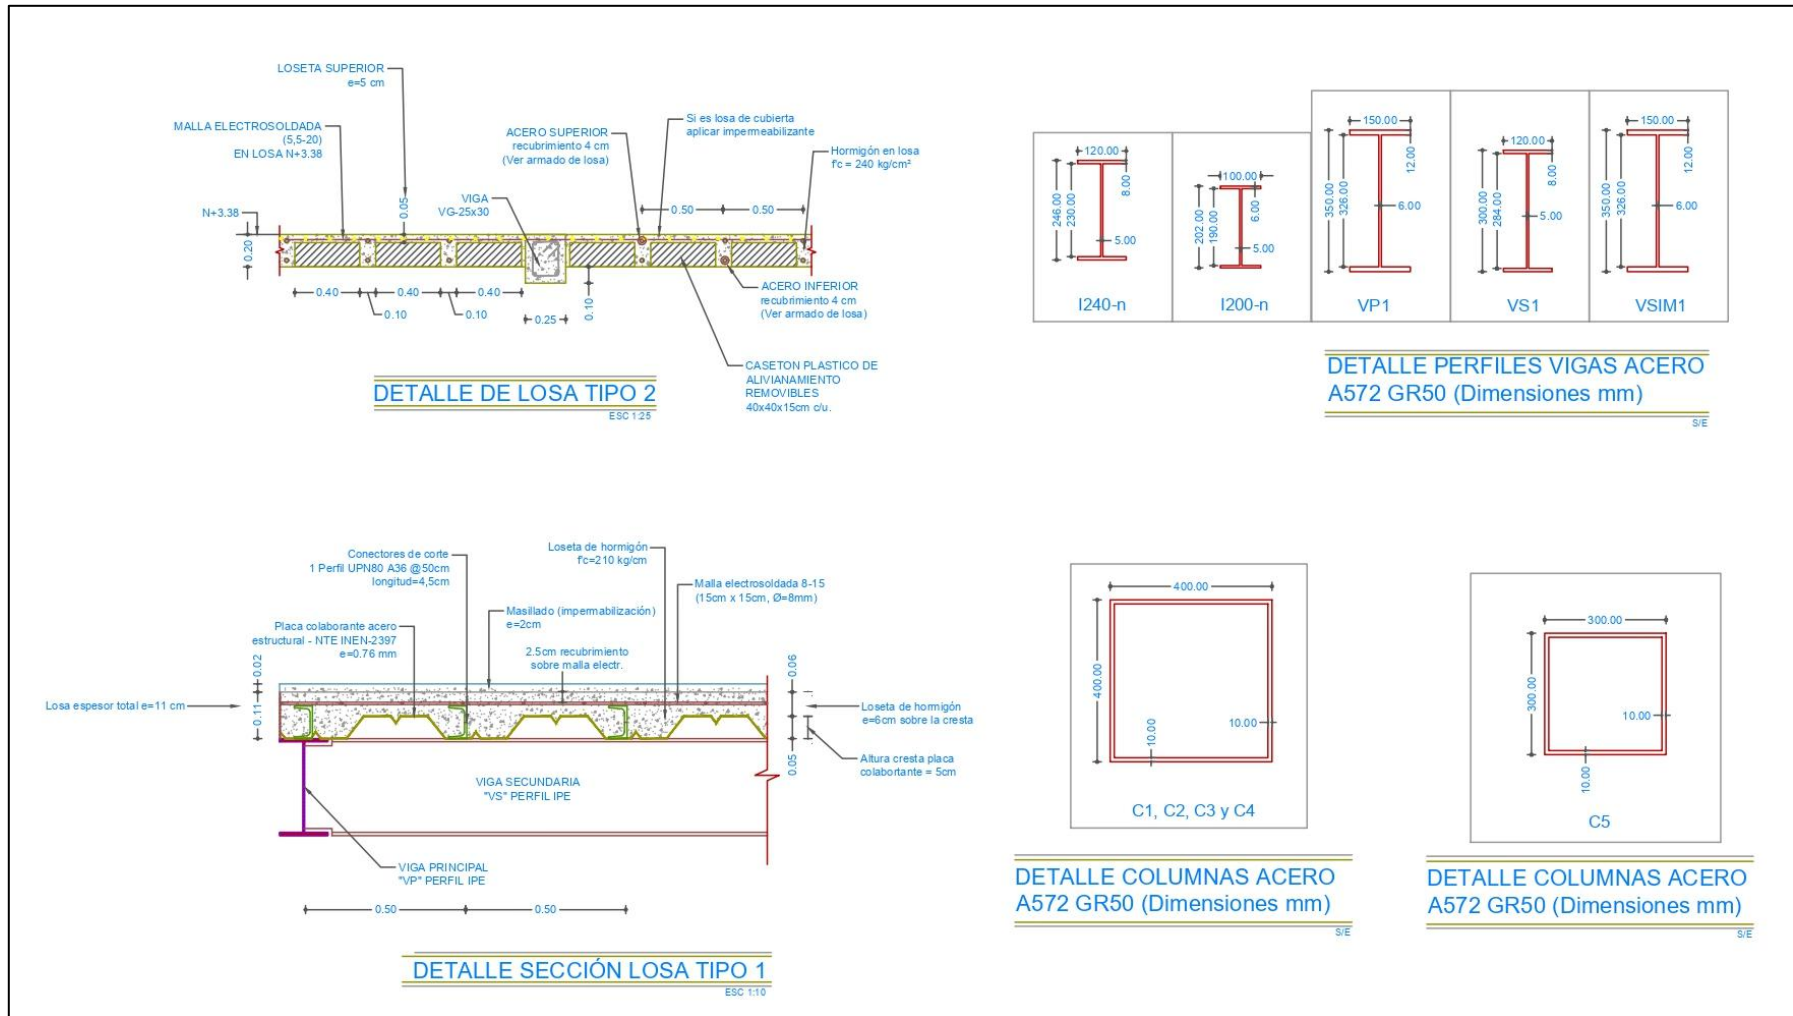 LOSETA SUPERIOR
e=5 cm
MALLA ELECTROSOLDADA
(5,5-20)
EN LOSA N+3.38
ACERO SUPERIOR
recubrimiento 4 cm
(Ver armado de losa)
Si es losa de cubierta
aplicar impermeabilizante
Hormigón en losa
f'c = 240 kg/cm²
VIGA
VG-25x30
N+3.38
0.05
0.50
0.50
0.20
0.40
0.40
0.40
0.10
0.10
0.25
0.10
ACERO INFERIOR
recubrimiento 4 cm
(Ver armado de losa)
CASETON PLASTICO DE
ALIVIANAMIENTO
REMOVIBLES
40x40x15cm c/u.
DETALLE DE LOSA TIPO 2
ESC 1:25
120.00
246.00
230.00
8.00
5.00
I240-n
100.00
202.00
190.00
6.00
5.00
I200-n
150.00
350.00
326.00
12.00
6.00
VP1
120.00
300.00
284.00
8.00
5.00
VS1
150.00
350.00
326.00
12.00
6.00
VSIM1
DETALLE PERFILES VIGAS ACERO
A572 GR50 (Dimensiones mm)
S/E
Conectores de corte
1 Perfil UPN80 A36 @50cm
longitud=4,5cm
Loseta de hormigón
f'c=210 kg/cm
Malla electrosoldada 8-15
(15cm x 15cm, Ø=8mm)
Masillado (impermabilización)
e=2cm
Placa colaborante acero
estructural - NTE INEN-2397
e=0.76 mm
2.5cm recubrimiento
sobre malla electr.
0.02
0.11
0.06
0.05
Losa espesor total e=11 cm
Loseta de hormigón
e=6cm sobre la cresta
Altura cresta placa
colabortante = 5cm
VIGA SECUNDARIA
"VS" PERFIL IPE
VIGA PRINCIPAL
"VP" PERFIL IPE
0.50
0.50
DETALLE SECCIÓN LOSA TIPO 1
ESC 1:10
400.00
400.00
10.00
10.00
C1, C2, C3 y C4
DETALLE COLUMNAS ACERO
A572 GR50 (Dimensiones mm)
S/E
300.00
300.00
10.00
10.00
C5
DETALLE COLUMNAS ACERO
A572 GR50 (Dimensiones mm)
S/E